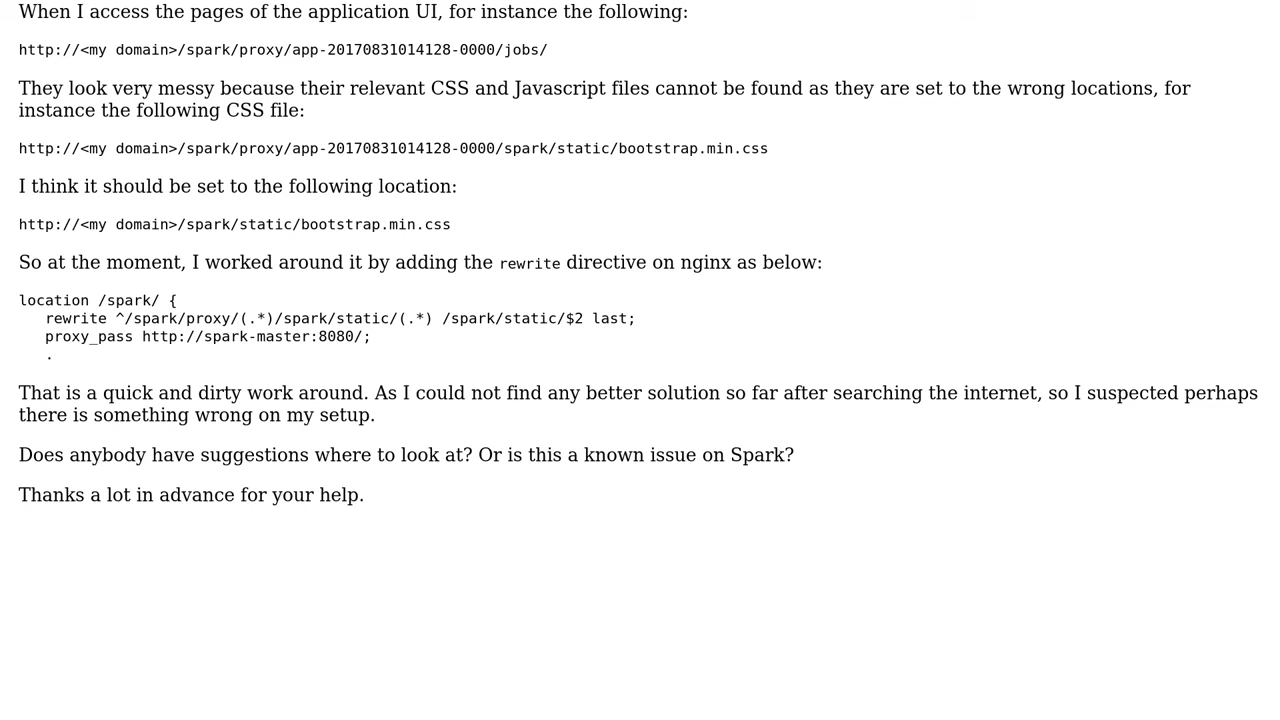 When I access the pages of the application UI, for instance the following:
http://<my domain>/spark/proxy/app-20170831014128-0000/jobs/
They look very messy because their relevant CSS and Javascript files cannot be found as they are set to the wrong locations, for
instance the following CSS file:
http://<my domain>/spark/proxy/app-20170831014128-0000/spark/static/bootstrap.min.css
I think it should be set to the following location:
http://<my domain>/spark/static/bootstrap.min.css
So at the moment, I worked around it by adding the rewrite directive on nginx as below:
location /spark/ {
   rewrite ^/spark/proxy/(.*)/spark/static/(.*) /spark/static/$2 last;
   proxy_pass http://spark-master:8080/;
   .
That is a quick and dirty work around. As I could not find any better solution so far after searching the internet, so I suspected perhaps
there is something wrong on my setup.
Does anybody have suggestions where to look at? Or is this a known issue on Spark?
Thanks a lot in advance for your help.